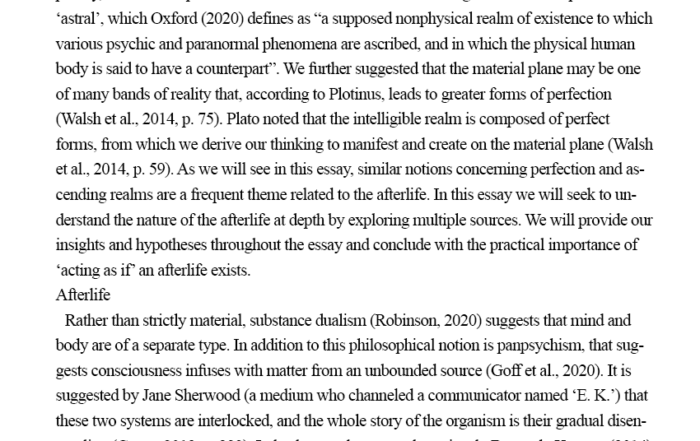 'astral', which Oxford (2020) defines as “a supposed nonphysical realm of existence to which
various psychic and paranormal phenomena are ascribed, and in which the physical human
body is said to have a counterpart”. We further suggested that the material plane may be one
of many bands of reality that, according to Plotinus, leads to greater forms of perfection
(Walsh et al., 2014, p. 75). Plato noted that the intelligible realm is composed of perfect
forms, from which we derive our thinking to manifest and create on the material plane (Walsh
et al., 2014, p. 59). As we will see in this essay, similar notions concerning perfection and as-
cending realms are a frequent theme related to the afterlife. In this essay we will seek to un-
derstand the nature of the afterlife at depth by exploring multiple sources. We will provide our
insights and hypotheses throughout the essay and conclude with the practical importance of
'acting as if' an afterlife exists.
Afterlife
Rather than strictly material, substance dualism (Robinson, 2020) suggests that mind and
body are of a separate type. In addition to this philosophical notion is panpsychism, that sug-
gests consciousness infuses with matter from an unbounded source (Goff et al., 2020). It is
suggested by Jane Sherwood (a medium who channeled a communicator named 'E. K.') that
these two systems are interlocked, and the whole story of the organism is their gradual disen-